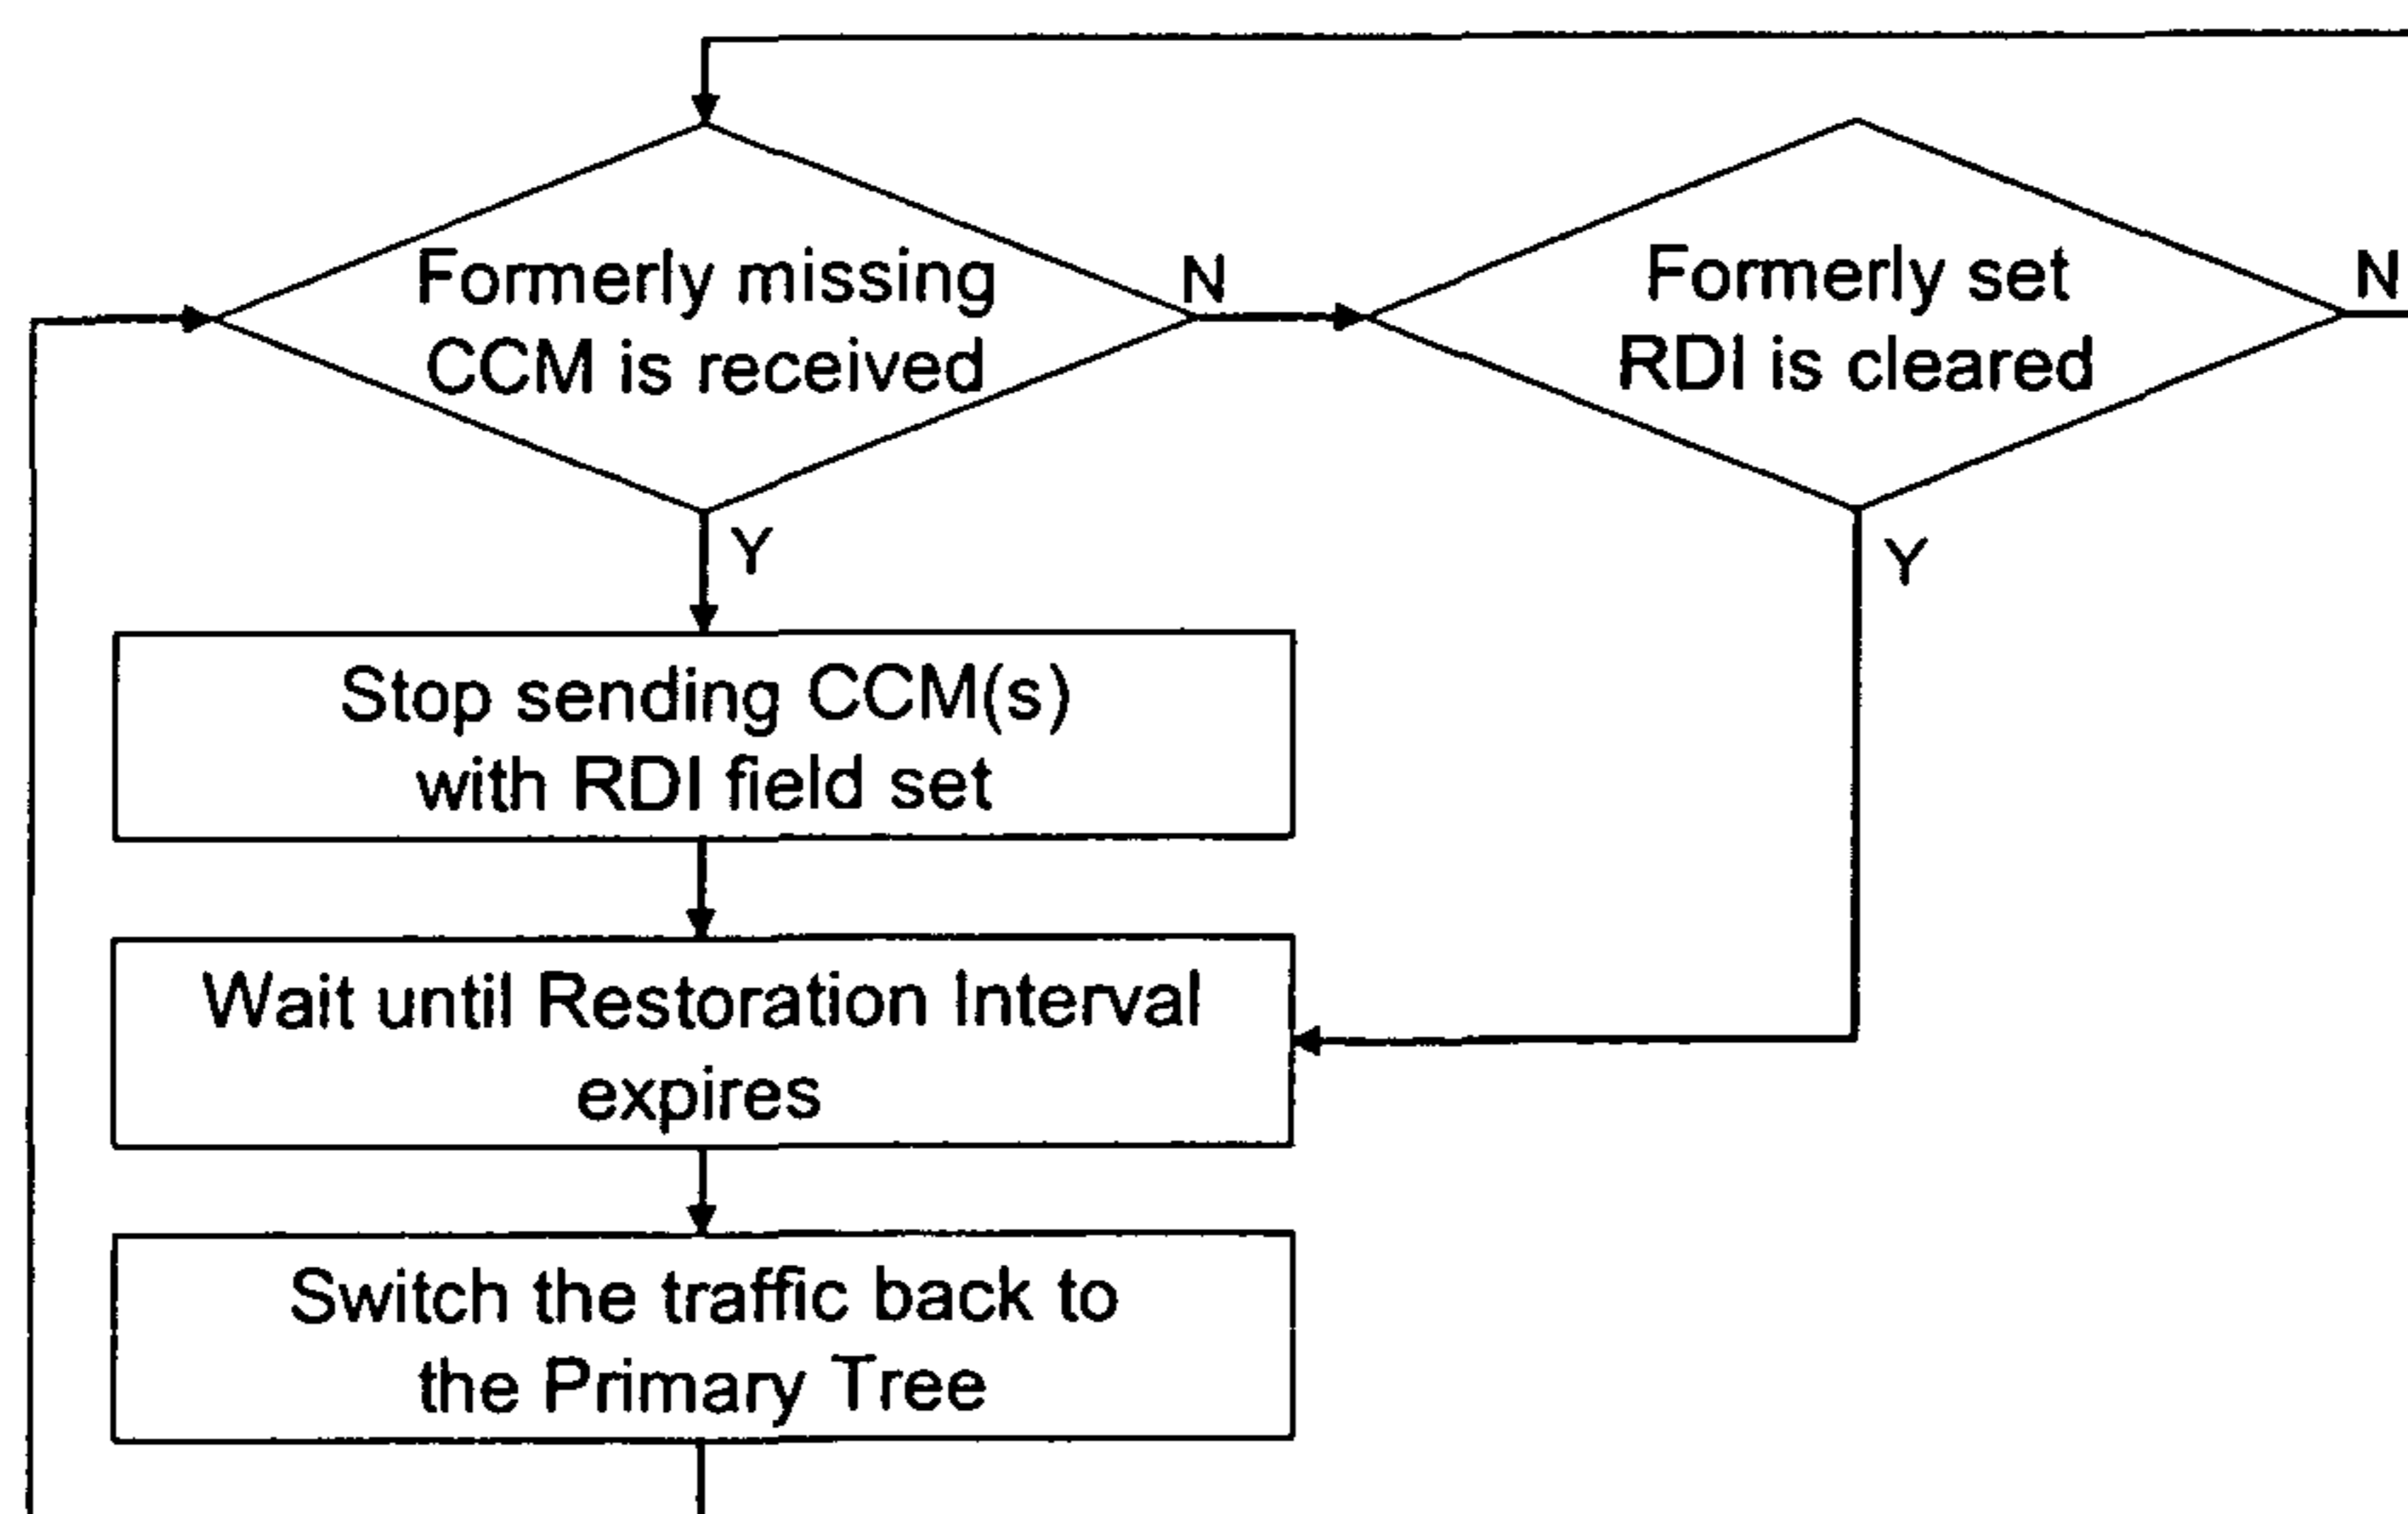 Formerly missing
CCM is received
N
Formerly set
RDI is cleared
N
Y
Y
Stop sending CCM(s)
with RDI field set
Wait until Restoration Interval
expires
Switch the traffic back to
the Primary Tree